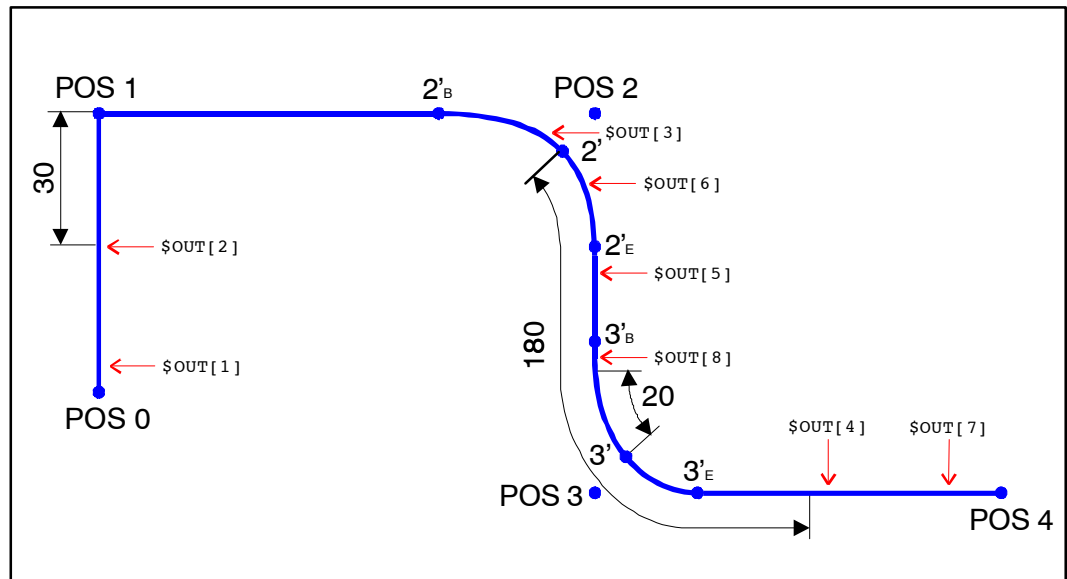 POS 1
2'B
POS 2
$OUT[3]
2'
30
$OUT[6]
$OUT[2]
2'E
$OUT[5]
180
3'B
$OUT[8]
$OUT[1]
POS 0
20
$OUT[4]
$OUT[7]
3'
3'E
POS 3
POS 4